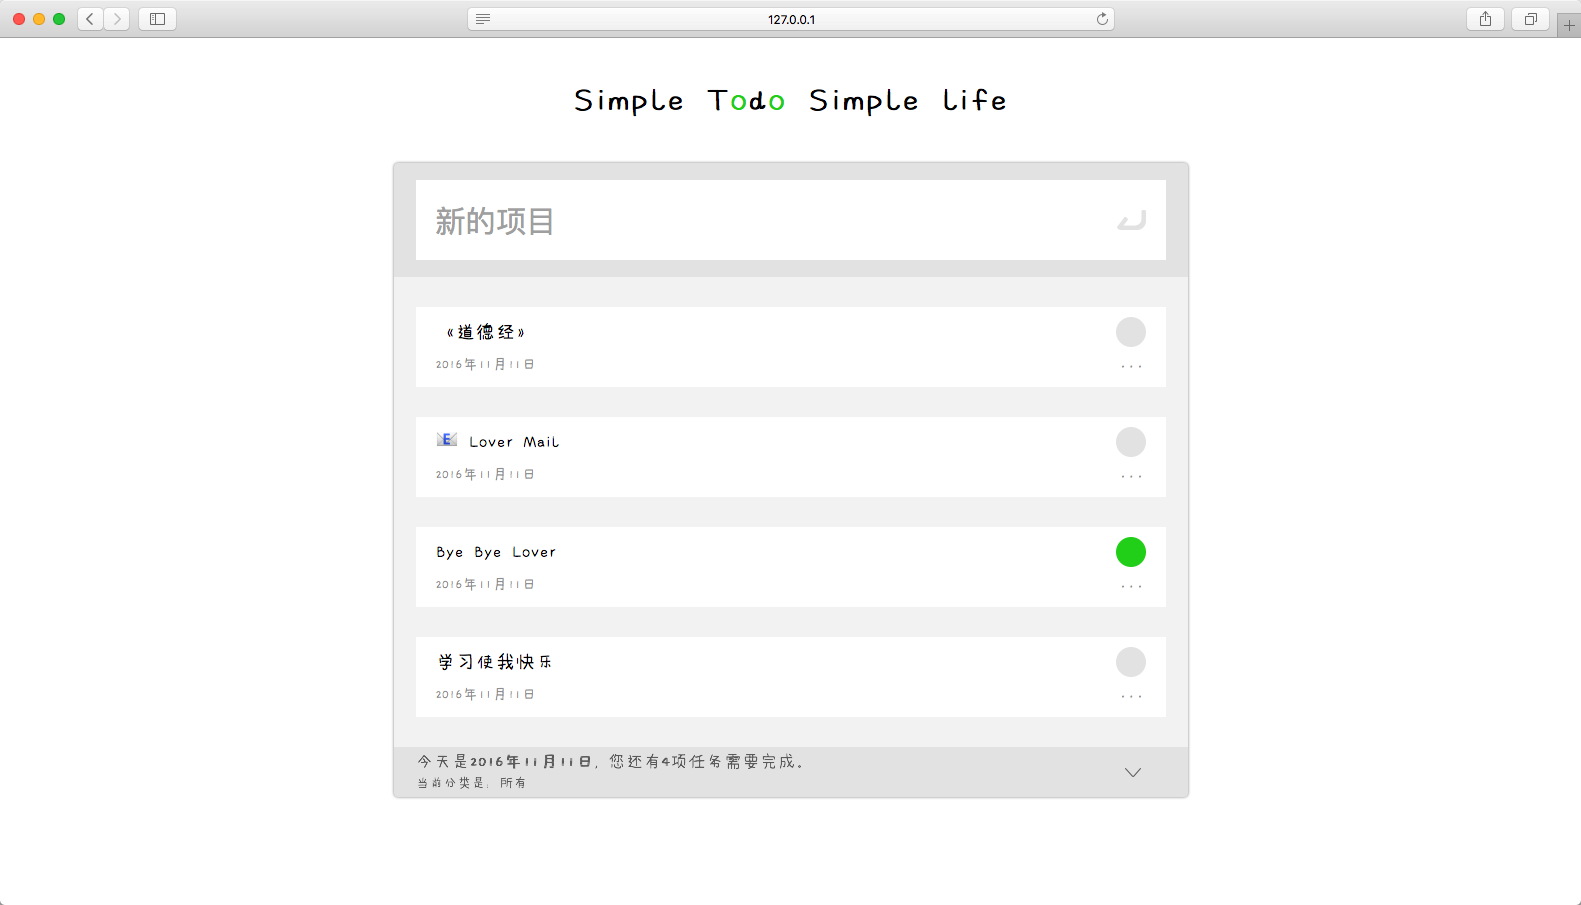 127.0.0.1
Simple Todo Simple life
新的项目
《道德经》
2016年11月11日
📧 Lover Mail
2016年11月11日
Bye Bye Lover
2016年11月11日
学习使我快乐
2016年11月11日
今天是2016年11月11日，您还有4项任务需要完成。
当前分类是：所有